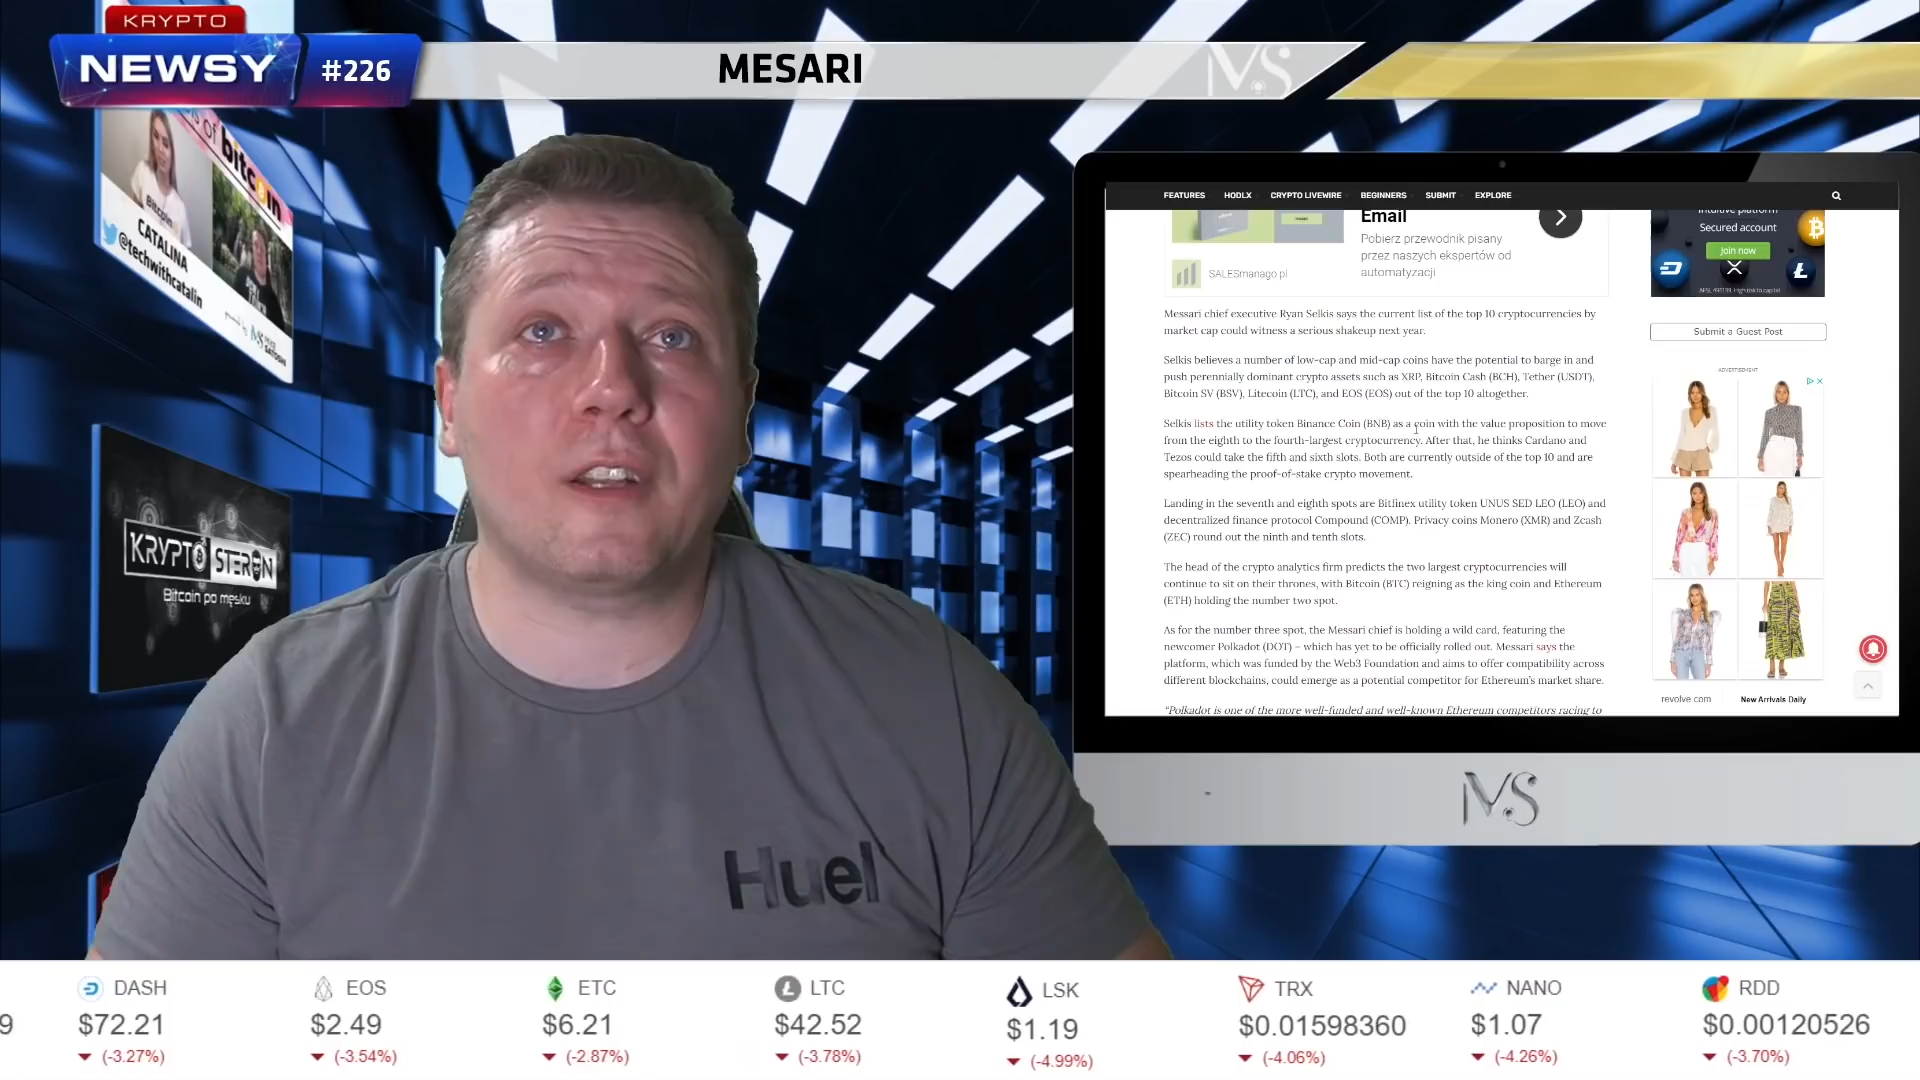 KRYPTO
NEWSY
#226
MESARI
MS
of bitcoin
Bitcoin
CATALINA
@techwithcatalin
KRYPTO STERON
Bitcoin po męsku
FEATURES HODLX CRYPTO LIVEWIRE BEGINNERS SUBMIT EXPLORE
Email
Pobierz przewodnik pisany
przez naszych ekspertów od
automatyzacji
SALESmanago.pl
Intuitive platform
Secured account
Join now
Submit a Guest Post
ADVERTISEMENT
Messari chief executive Ryan Selkis says the current list of the top 10 cryptocurrencies by
market cap could witness a serious shakeup next year.
Selkis believes a number of low-cap and mid-cap coins have the potential to barge in and
push perennially dominant crypto assets such as XRP, Bitcoin Cash (BCH), Tether (USDT),
Bitcoin SV (BSV), Litecoin (LTC), and EOS (EOS) out of the top 10 altogether.
Selkis lists the utility token Binance Coin (BNB) as a coin with the value proposition to move
from the eighth to the fourth-largest cryptocurrency. After that, he thinks Cardano and
Tezos could take the fifth and sixth slots. Both are currently outside of the top 10 and are
spearheading the proof-of-stake crypto movement.
Landing in the seventh and eighth spots are Bitfinex utility token UNUS SED LEO (LEO) and
decentralized finance protocol Compound (COMP). Privacy coins Monero (XMR) and Zcash
(ZEC) round out the ninth and tenth slots.
The head of the crypto analytics firm predicts the two largest cryptocurrencies will
continue to sit on their thrones, with Bitcoin (BTC) reigning as the king coin and Ethereum
(ETH) holding the number two spot.
As for the number three spot, the Messari chief is holding a wild card, featuring the
newcomer Polkadot (DOT) – which has yet to be officially rolled out. Messari says the
platform, which was funded by the Web3 Foundation and aims to offer compatibility across
different blockchains, could emerge as a potential competitor for Ethereum's market share.
“Polkadot is one of the more well-funded and well-known Ethereum competitors racing to
revolve.com New Arrivals Daily
MS
Huel
9
DASH
$72.21
(-3.27%)
EOS
$2.49
(-3.54%)
ETC
$6.21
(-2.87%)
LTC
$42.52
(-3.78%)
LSK
$1.19
(-4.99%)
TRX
$0.01598360
(-4.06%)
NANO
$1.07
(-4.26%)
RDD
$0.00120526
(-3.70%)